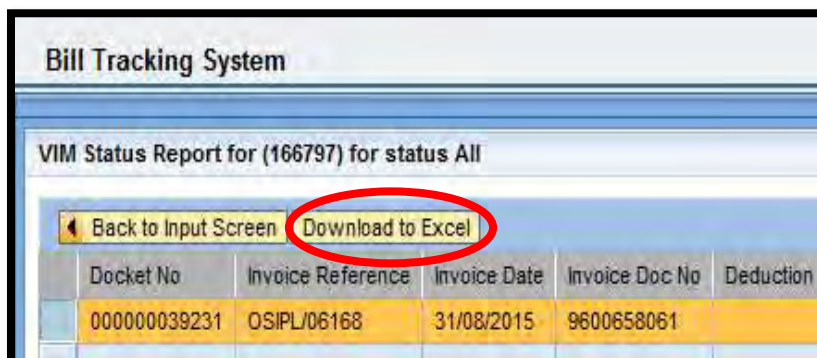 Bill Tracking System
VIM Status Report for (166797) for status All
Back to Input Screen Download to Excel
Docket No Invoice Reference Invoice Date Invoice Doc No Deduction
000000039231 OSIPL/06168 31/08/2015 9600658061